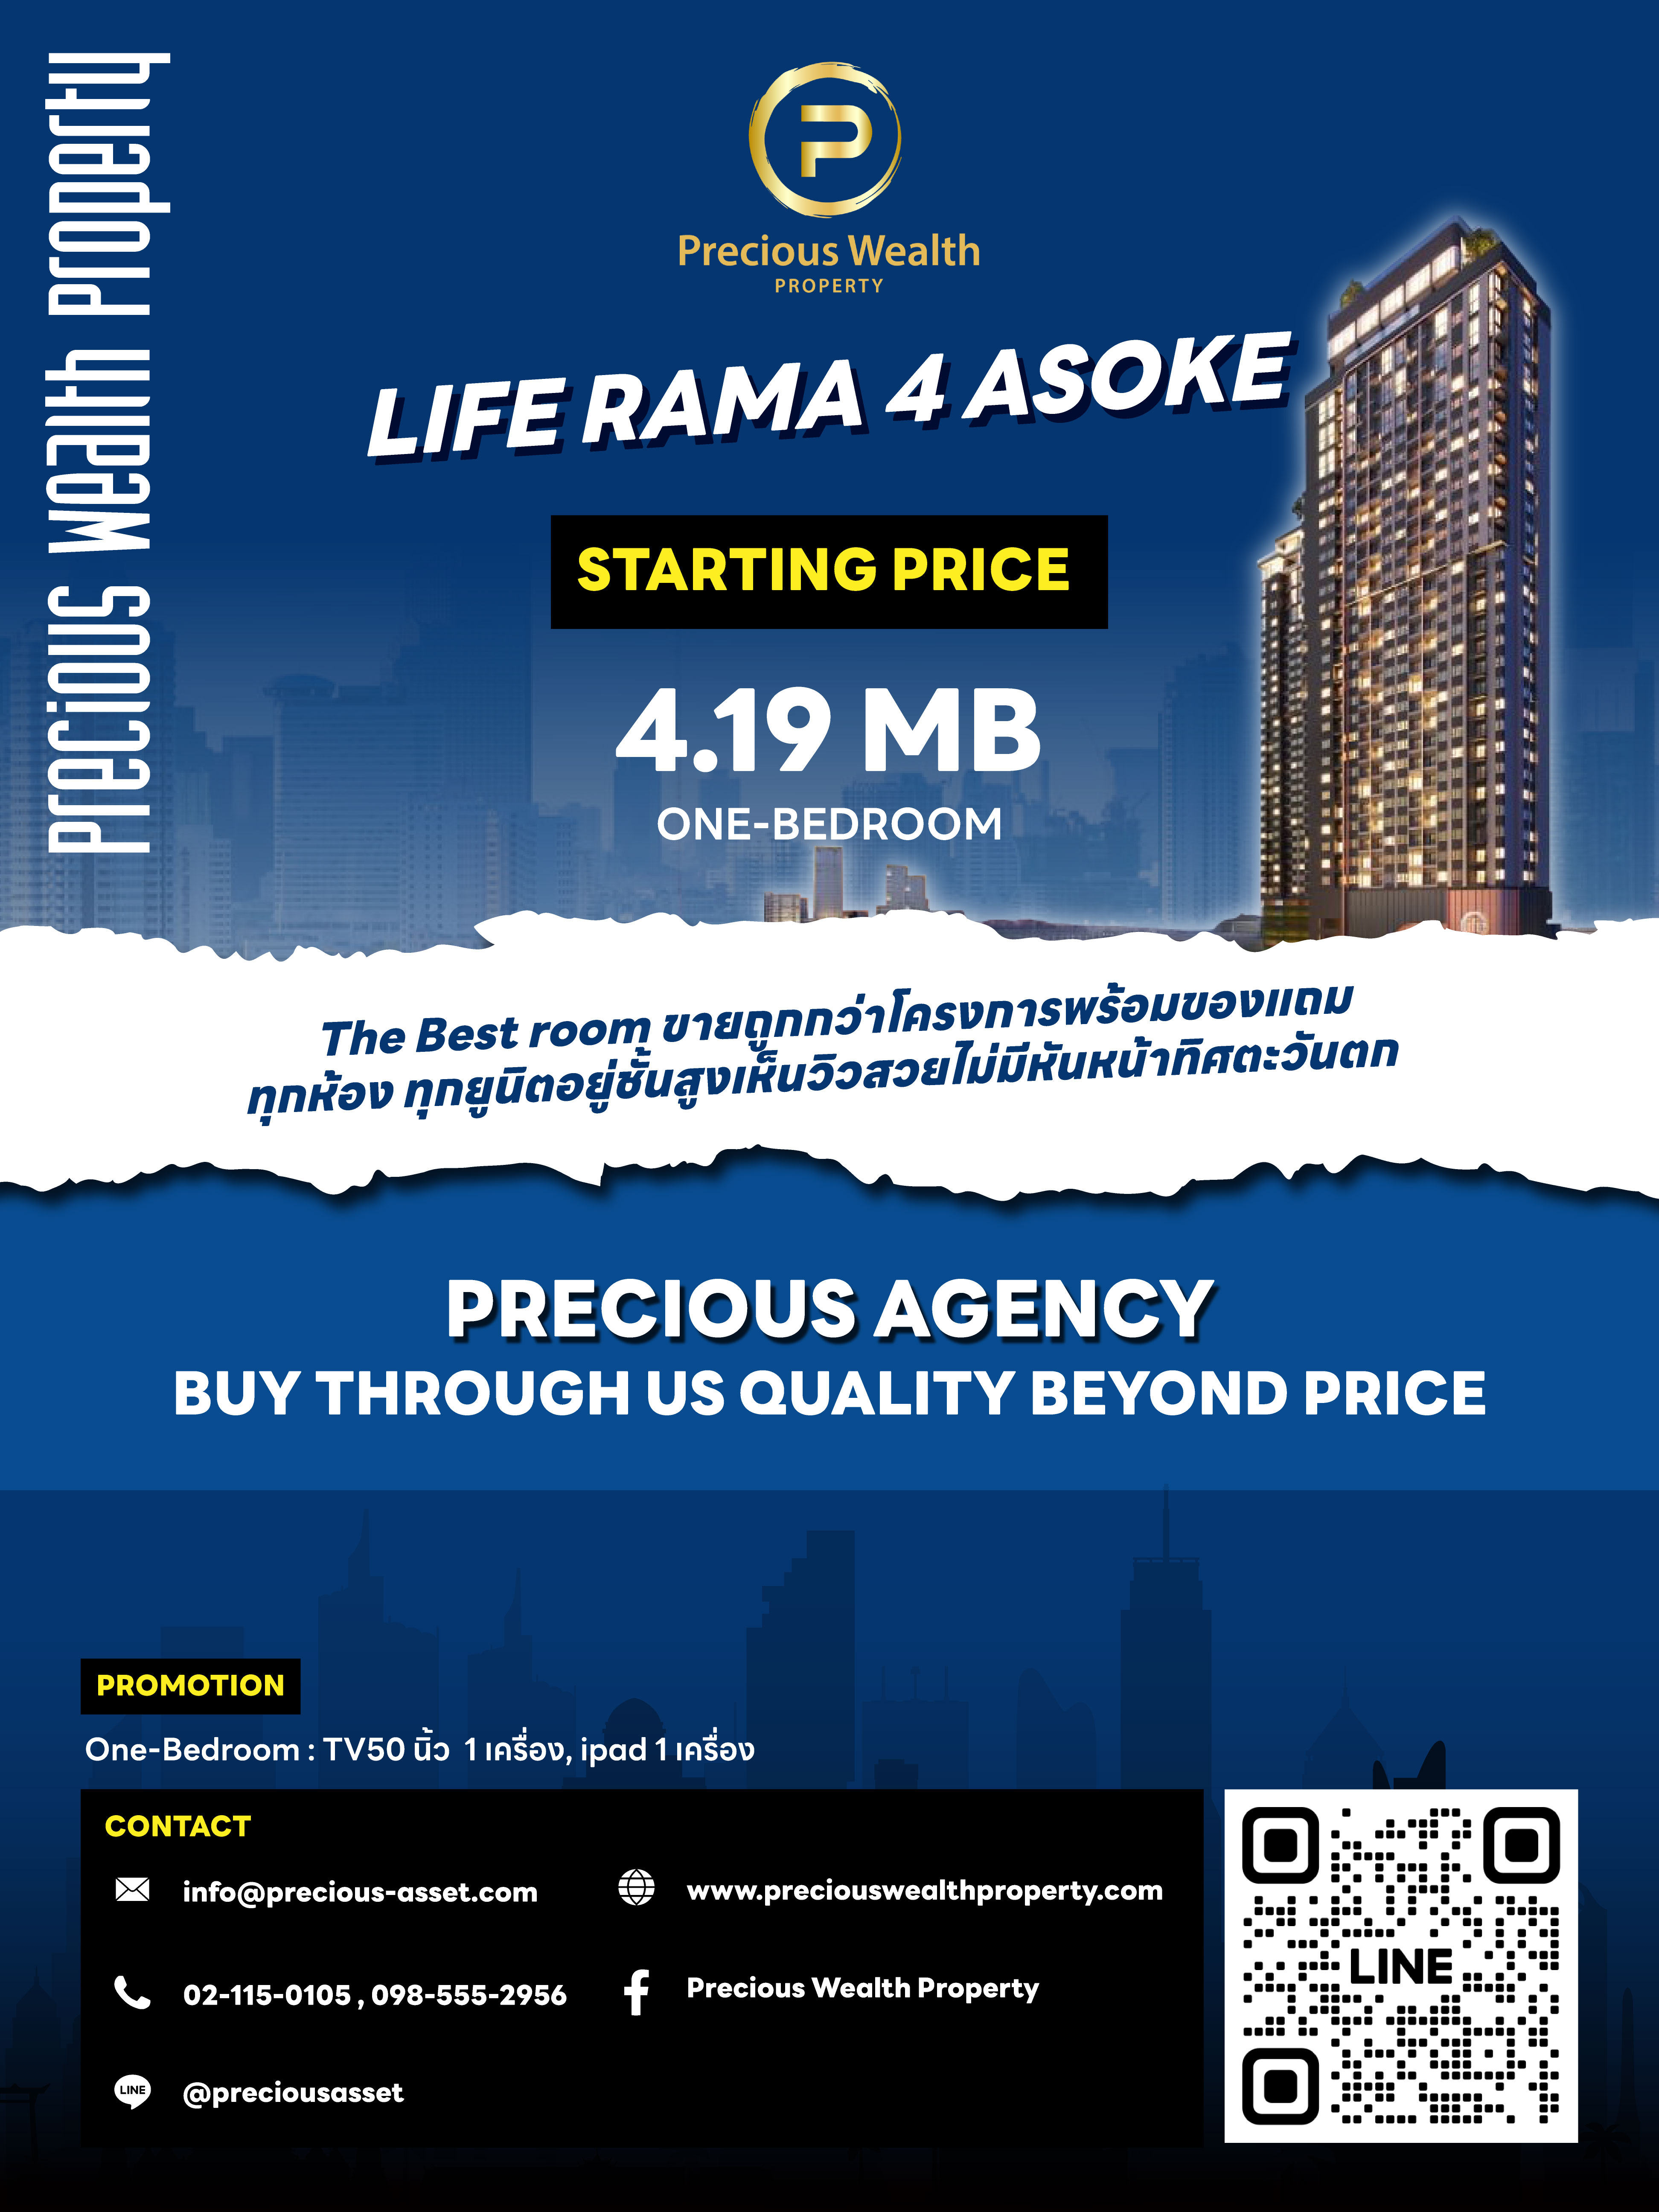 Precious Wealth Property
P
Precious Wealth
PROPERTY
LIFE RAMA 4 ASOKE
STARTING PRICE
4.19 MB
ONE-BEDROOM
The Best room ขายถูกกว่าโครงการพร้อมของแถม
ทุกห้อง ทุกยูนิตอยู่ชั้นสูงเห็นวิวสวยไม่มีหันหน้าทิศตะวันตก
PRECIOUS AGENCY
BUY THROUGH US QUALITY BEYOND PRICE
PROMOTION
One-Bedroom : TV50 นิ้ว 1 เครื่อง, ipad 1 เครื่อง
CONTACT
info@precious-asset.com
www.preciouswealthproperty.com
02-115-0105 , 098-555-2956
Precious Wealth Property
LINE
@preciousasset
LINE